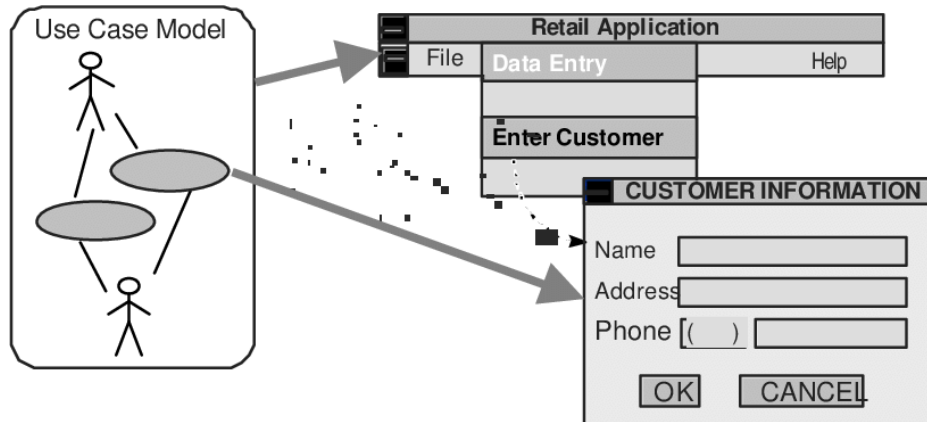 Use Case Model
Retail Application
File Data Entry Help
Enter Customer
CUSTOMER INFORMATION
Name
Address
Phone ( )
OK CANCEL